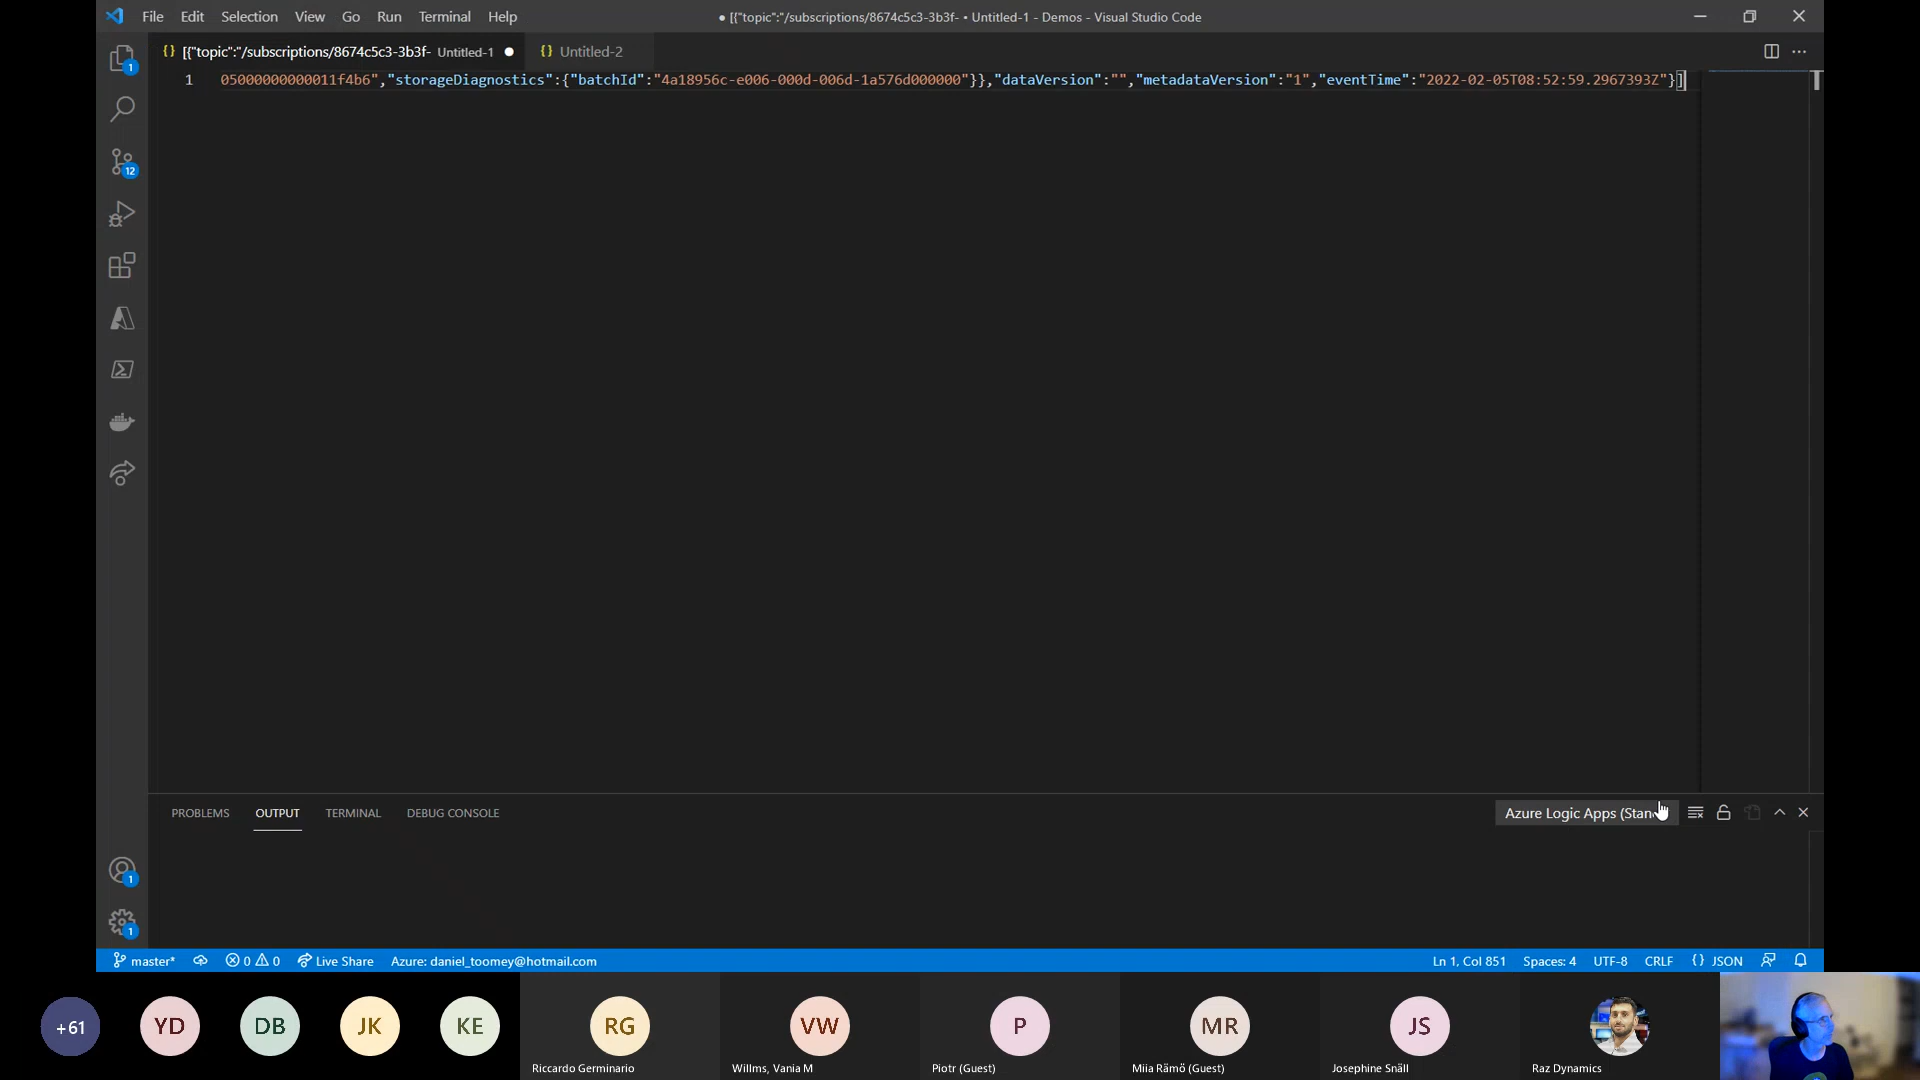 File Edit Selection View Go Run Terminal Help
● [{"topic":"/subscriptions/8674c5c3-3b3f- • Untitled-1 - Demos - Visual Studio Code
{} [{"topic":"/subscriptions/8674c5c3-3b3f- Untitled-1 ●
{} Untitled-2
1 05000000000011f4b6","storageDiagnostics":{"batchId":"4a18956c-e006-000d-006d-1a576d000000"}},"dataVersion":"","metadataVersion":"1","eventTime":"2022-02-05T08:52:59.2967393Z"}]
1
12
PROBLEMS OUTPUT TERMINAL DEBUG CONSOLE
Azure Logic Apps (Stan
1
1
master* 0 0 Live Share Azure: daniel_toomey@hotmail.com
Ln 1, Col 851 Spaces: 4 UTF-8 CRLF {} JSON
+61 YD DB JK KE RG VW P MR JS
Riccardo Germinario Willms, Vania M Piotr (Guest) Miia Rämö (Guest) Josephine Snäll Raz Dynamics